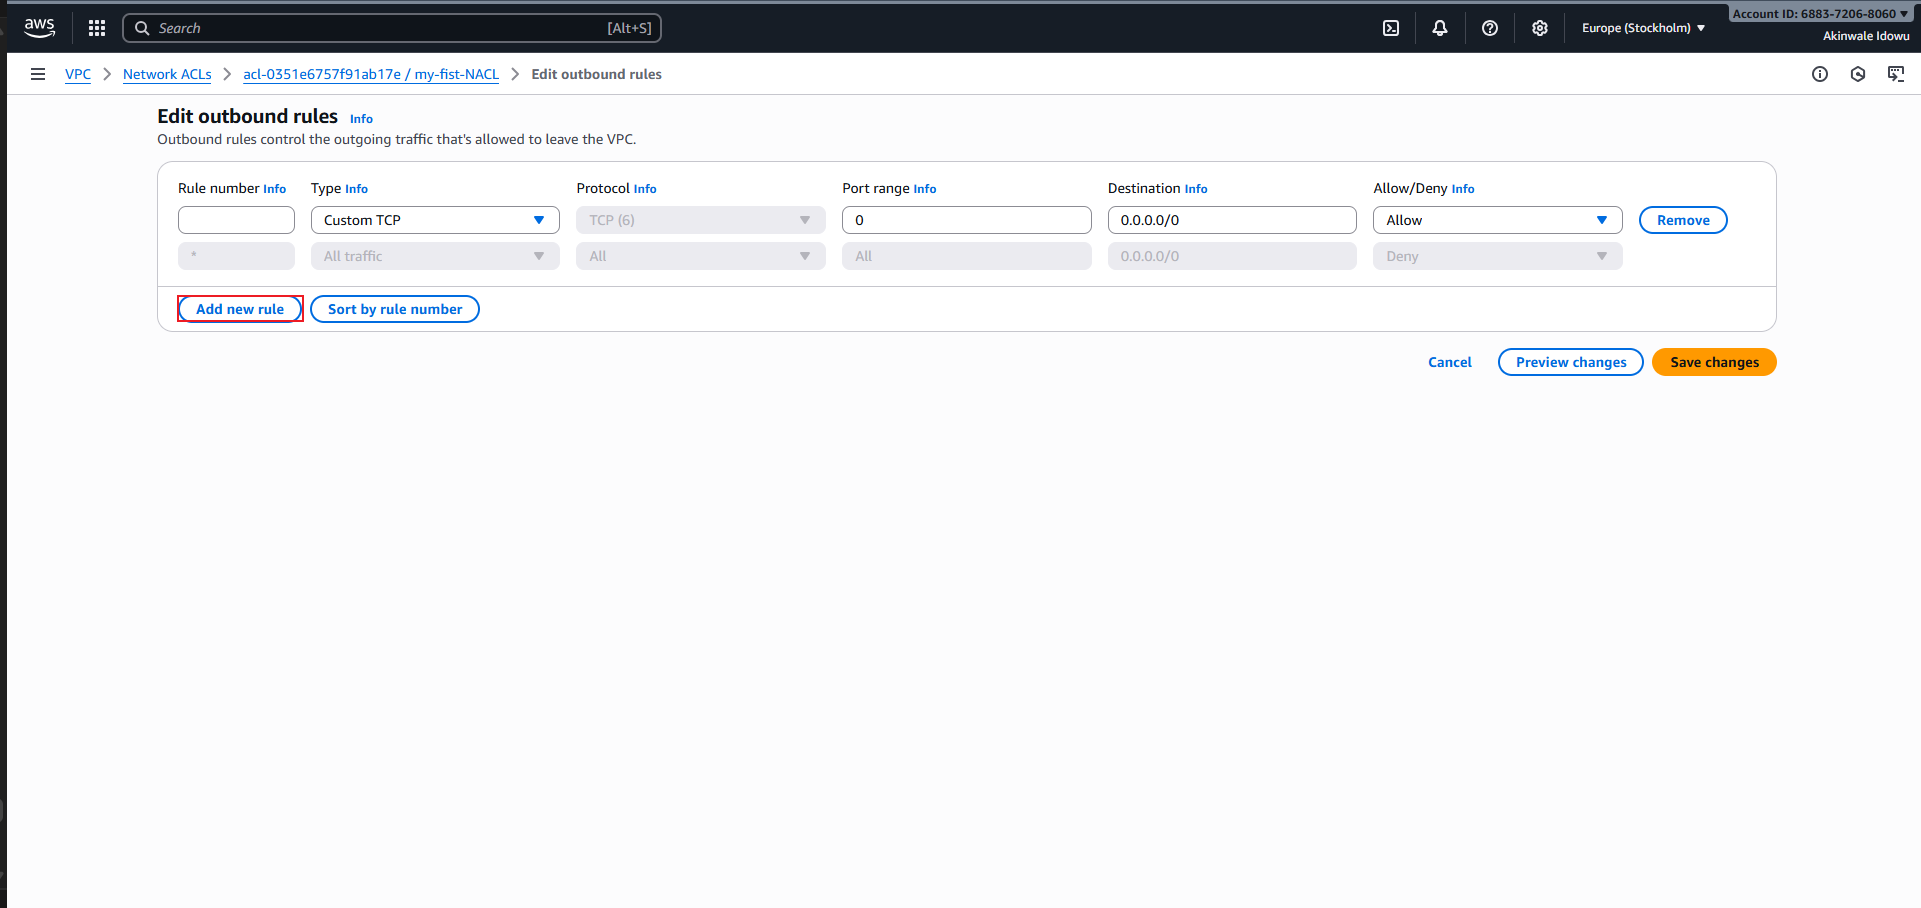 aws
Search [Alt+S]
Europe (Stockholm)
Account ID: 6883-7206-8060
Akinwale Idowu
VPC Network ACLs acl-0351e6757f91ab17e / my-fist-NACL Edit outbound rules
Edit outbound rules Info
Outbound rules control the outgoing traffic that's allowed to leave the VPC.
Rule number Info Type Info Protocol Info Port range Info Destination Info Allow/Deny Info
Custom TCP TCP (6) 0 0.0.0.0/0 Allow Remove
* All traffic All All 0.0.0.0/0 Deny
Add new rule Sort by rule number
Cancel Preview changes Save changes